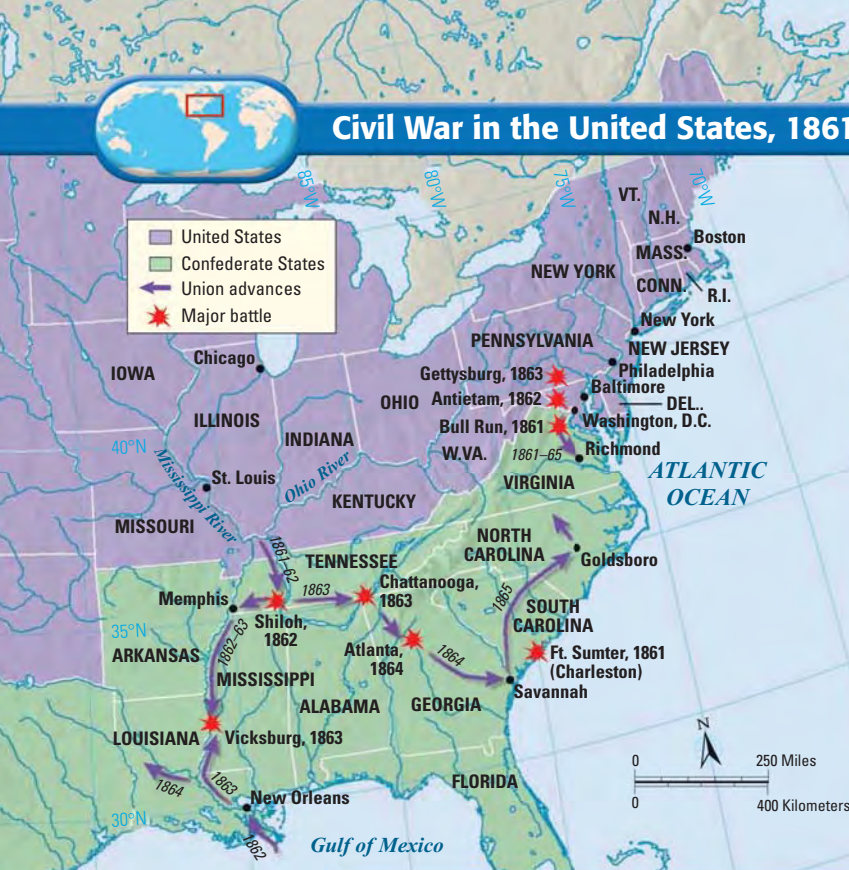 Civil War in the United States, 1861
85°W
80°W
75°W
70°W
United States
Confederate States
Union advances
Major battle
VT.
N.H.
Boston
MASS.
NEW YORK
CONN.
R.I.
New York
PENNSYLVANIA
NEW JERSEY
Chicago
IOWA
Gettysburg, 1863
Philadelphia
OHIO
Antietam, 1862
Baltimore
DEL..
ILLINOIS
INDIANA
Bull Run, 1861
Washington, D.C.
40°N
W.VA.
1861–65
Richmond
Mississippi River
St. Louis
Ohio River
VIRGINIA
ATLANTIC
OCEAN
KENTUCKY
MISSOURI
1861–62
TENNESSEE
NORTH
CAROLINA
Goldsboro
Memphis
1863
Chattanooga,
1863
1865
SOUTH
CAROLINA
Shiloh,
1862
35°N
1862–63
ARKANSAS
Atlanta,
1864
1864
Ft. Sumter, 1861
(Charleston)
MISSISSIPPI
Savannah
ALABAMA
GEORGIA
LOUISIANA
Vicksburg, 1863
N
0
250 Miles
0
400 Kilometers
1864
1863
New Orleans
FLORIDA
30°N
1862
Gulf of Mexico